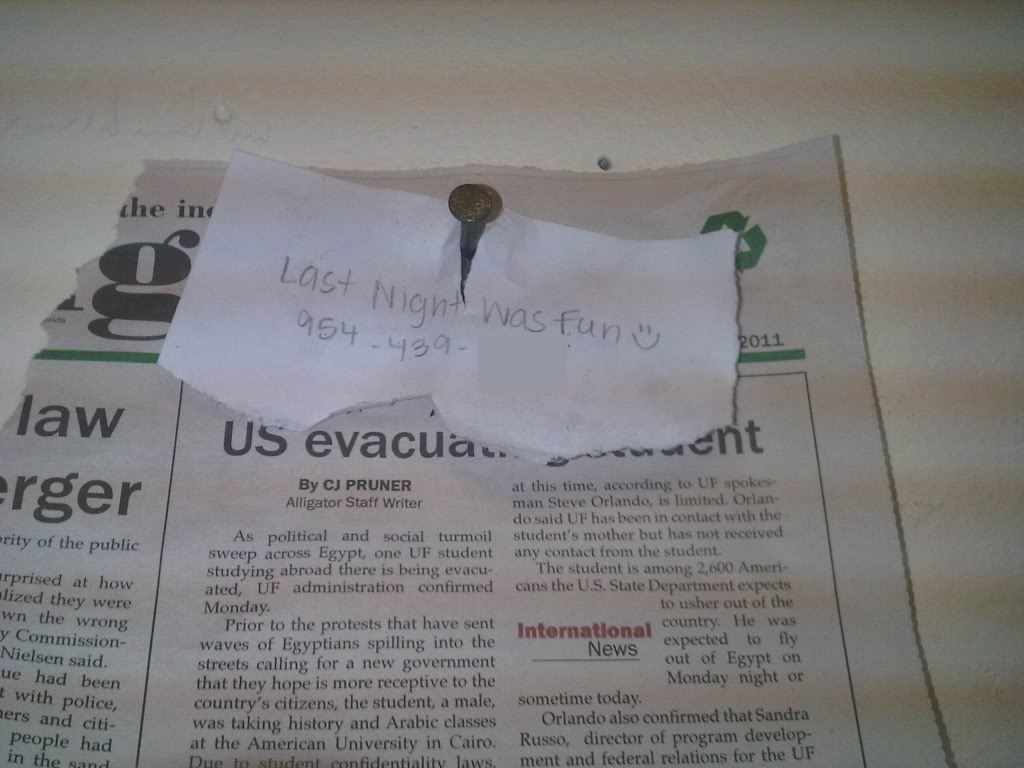 the
g
2011
Last Night Was Fun
954-439-
law
US
By CJ PRUNER
Alligator Staff Writer
As political and social turmoil
sweep across Egypt, one UF student
studying abroad there is being evacu-
ated, UF administration confirmed
Monday.
Prior to the protests that have sent
waves of Egyptians spilling into the
streets calling for a new government
that they hope is more receptive to the
country's citizens, the student, a male,
was taking history and Arabic classes
at the American University in Cairo.
Due to student confidentiality laws,
at this time, according to UF spokes-
man Steve Orlando, is limited. Orlan-
do said UF has been in contact with the
student's mother but has not received
any contact from the student.
The student is among 2,600 Ameri-
cans the U.S. State Department expects
to usher out of the
country. He was
expected to fly
out of Egypt on
Monday night or
sometime today.
International
News
Orlando also confirmed that Sandra
Russo, director of program develop-
ment and federal relations for the UF
erger
ority of the public
urprised at how
alized they were
wn the wrong
y Commission-
Nielsen said.
ue had been
t with police,
ners and citi-
people had
in the sand